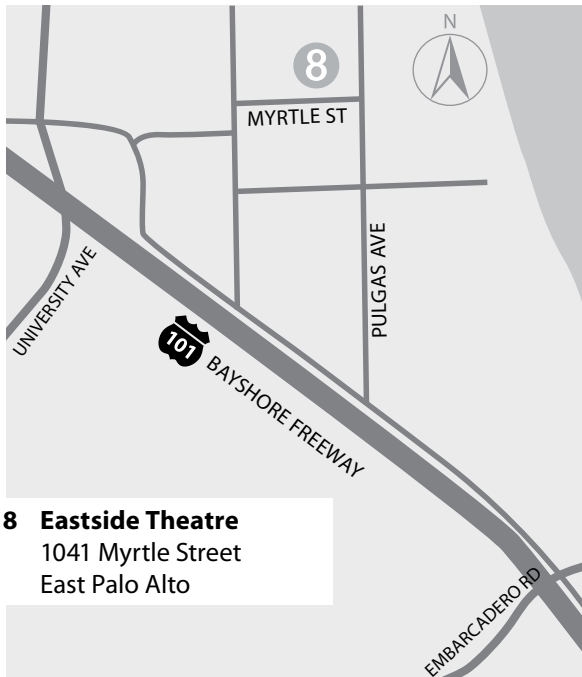 N
8
MYRTLE ST
PULGAS AVE
UNIVERSITY AVE
101
BAYSHORE FREEWAY
8 Eastside Theatre
1041 Myrtle Street
East Palo Alto
EMBARCADERO RD